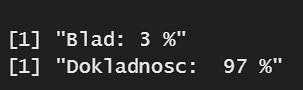 [1] "Blad: 3 %"
[1] "Dokladnosc:  97 %"